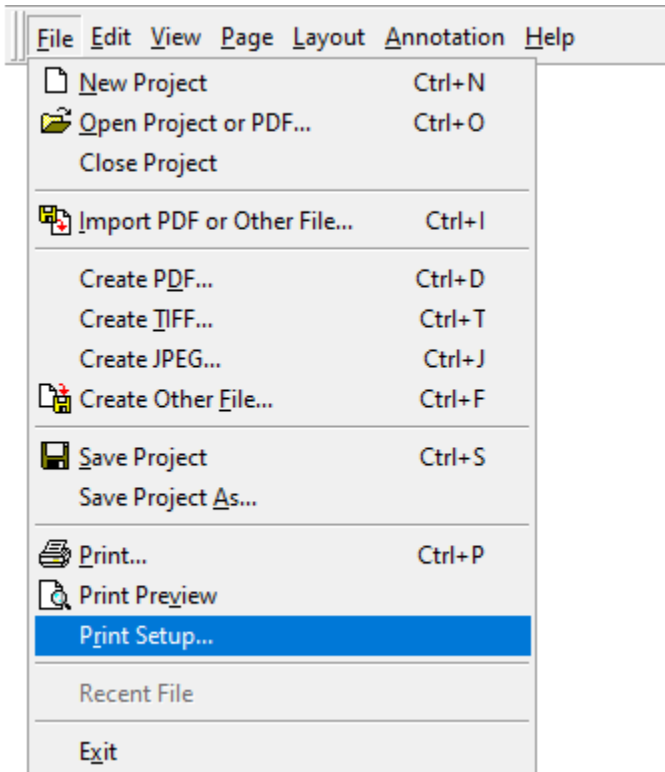 File Edit View Page Layout Annotation Help
New Project Ctrl+N
Open Project or PDF... Ctrl+O
Close Project
Import PDF or Other File... Ctrl+I
Create PDF... Ctrl+D
Create TIFF... Ctrl+T
Create JPEG... Ctrl+J
Create Other File... Ctrl+F
Save Project Ctrl+S
Save Project As...
Print... Ctrl+P
Print Preview
Print Setup...
Recent File
Exit